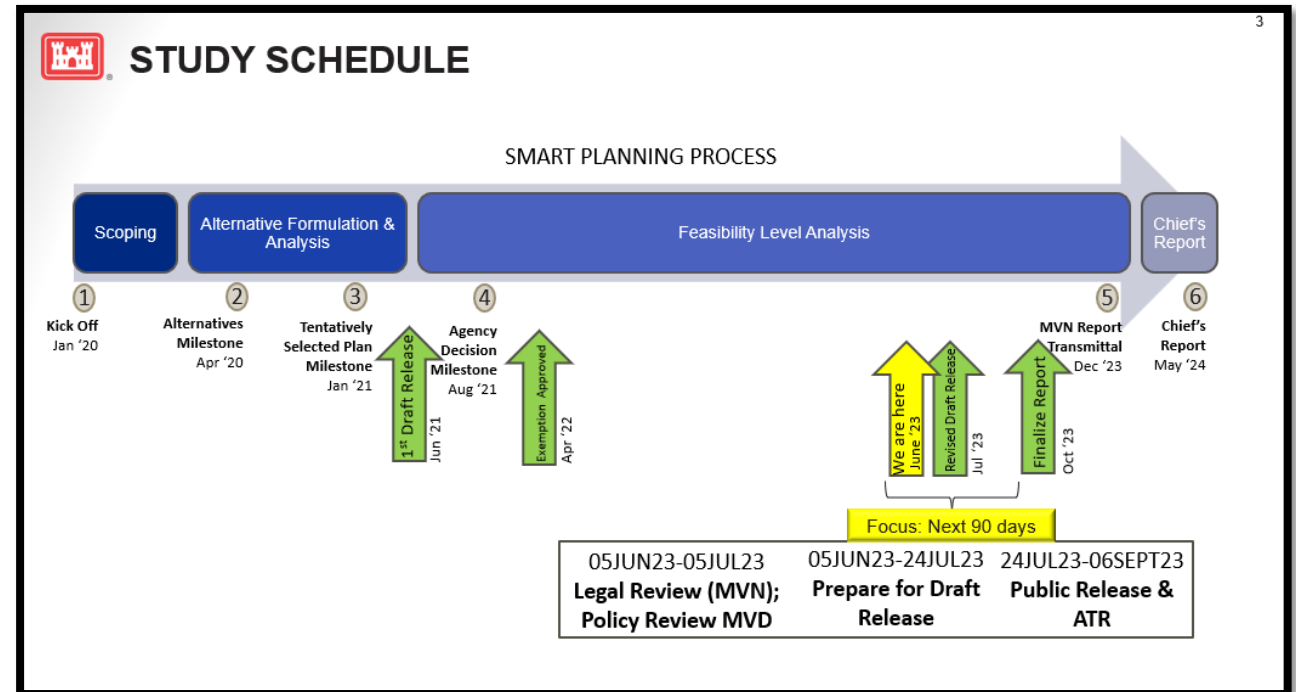 3
STUDY SCHEDULE
®
SMART PLANNING PROCESS
Scoping
Alternative Formulation &
Analysis
Feasibility Level Analysis
Chief's
Report
1
Kick Off
Jan ‘20
2
Alternatives
Milestone
Apr ‘20
3
Tentatively
Selected Plan
Milestone
Jan ‘21
1st Draft Release
Jun ‘21
4
Agency
Decision
Milestone
Aug ‘21
Exemption Approved
Apr ‘22
We are here
June ‘23
Revised Draft Release
Jul ‘23
Finalize Report
Oct ‘23
5
MVN Report
Transmittal
Dec ‘23
6
Chief's
Report
May ‘24
Focus: Next 90 days
05JUN23-05JUL23
Legal Review (MVN);
Policy Review MVD
05JUN23-24JUL23
Prepare for Draft
Release
24JUL23-06SEPT23
Public Release &
ATR